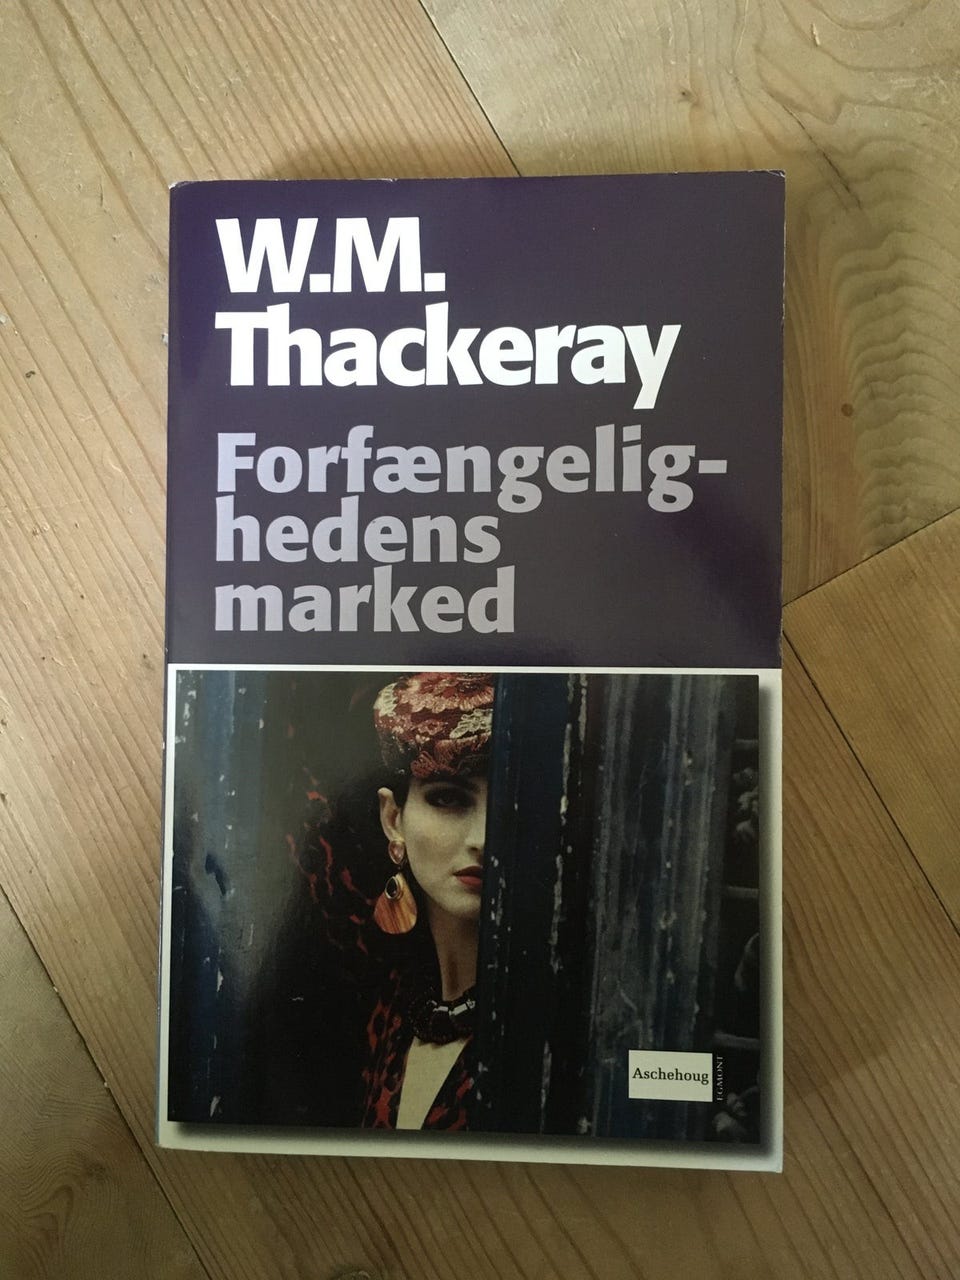 W.M.
Thackeray
Forfængelig-
hedens
marked
Aschehoug
EGMONT